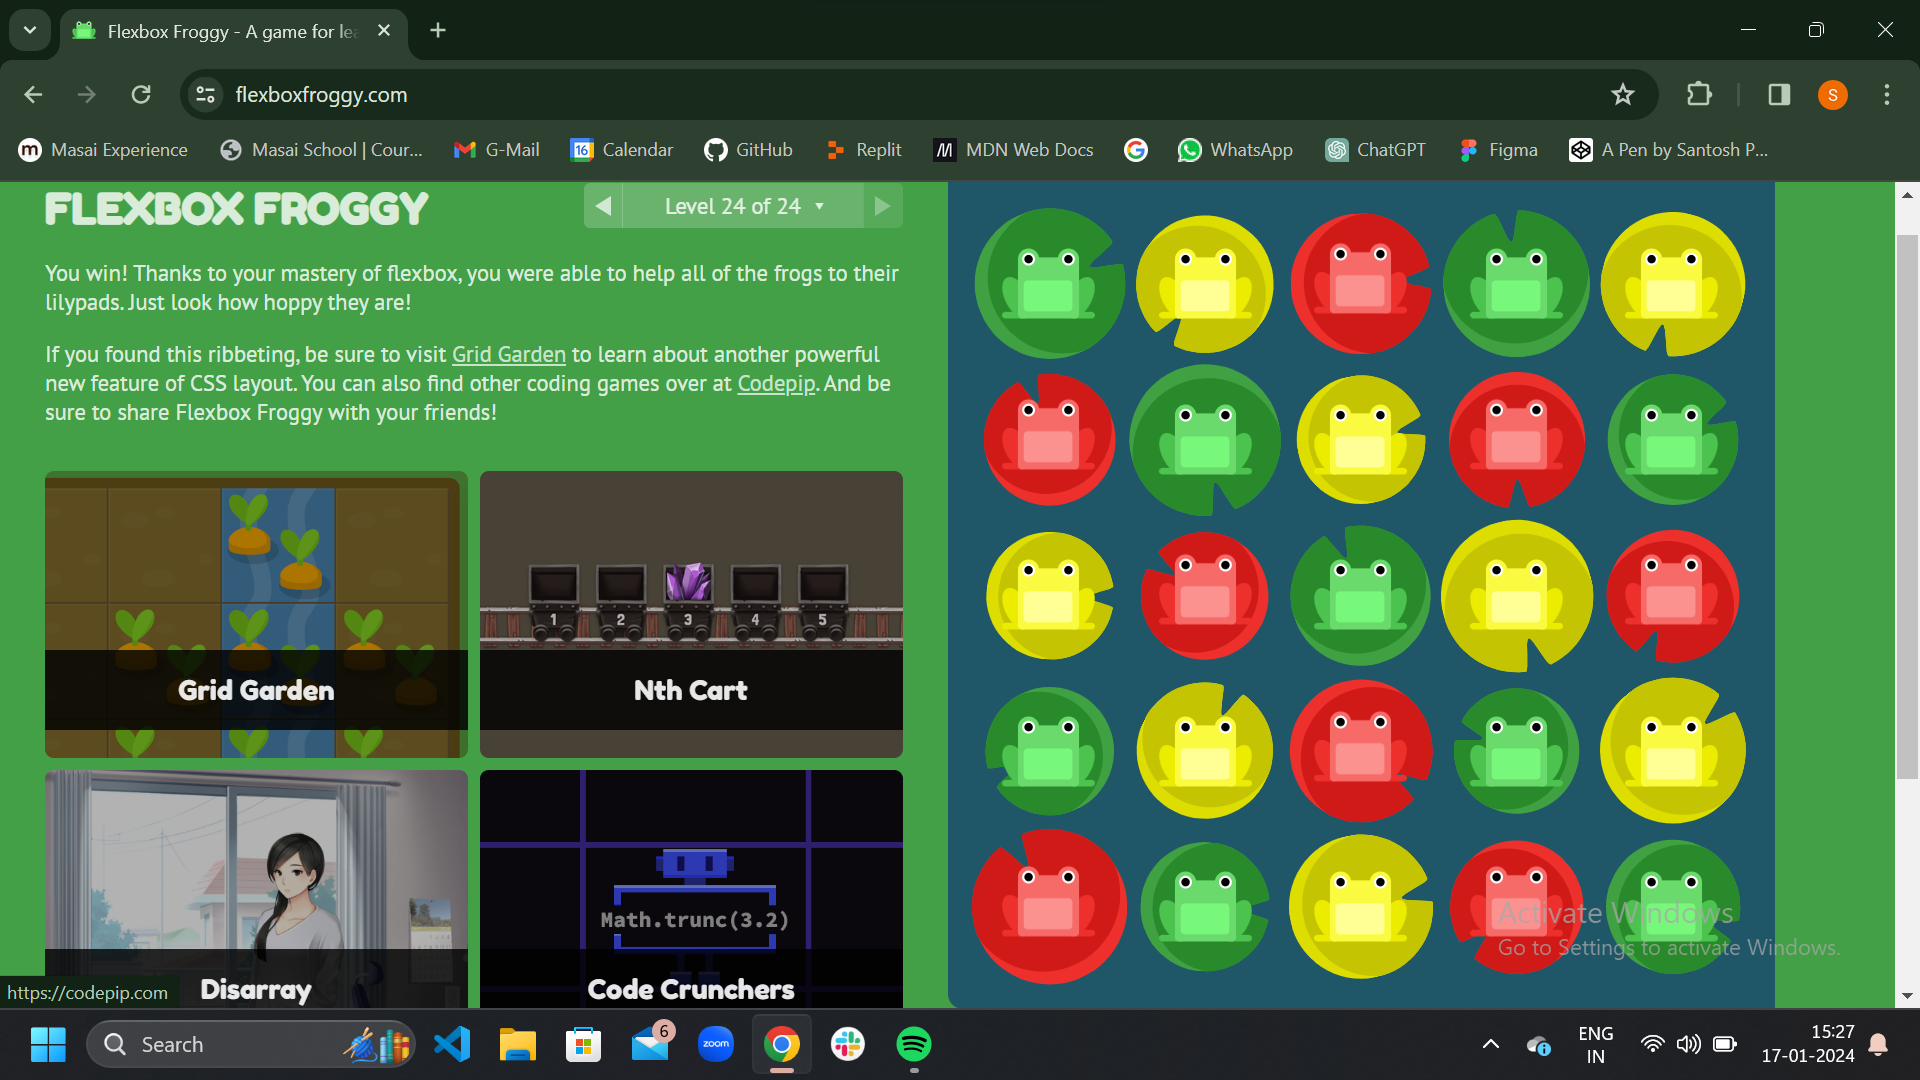 Flexbox Froggy - A game for lea
flexboxfroggy.com
S
m Masai Experience
Masai School | Cour...
G-Mail
16 Calendar
GitHub
Replit
M MDN Web Docs
G
WhatsApp
ChatGPT
Figma
A Pen by Santosh P...
FLEXBOX FROGGY
Level 24 of 24
You win! Thanks to your mastery of flexbox, you were able to help all of the frogs to their
lilypads. Just look how hoppy they are!
If you found this ribbeting, be sure to visit Grid Garden to learn about another powerful
new feature of CSS layout. You can also find other coding games over at Codepip. And be
sure to share Flexbox Froggy with your friends!
1 2 3 4 5
Grid Garden
Nth Cart
Math.trunc(3.2)
Disarray
Code Crunchers
https://codepip.com
Activate Windows
Go to Settings to activate Windows.
Search
6
zoom
ENG
IN
15:27
17-01-2024